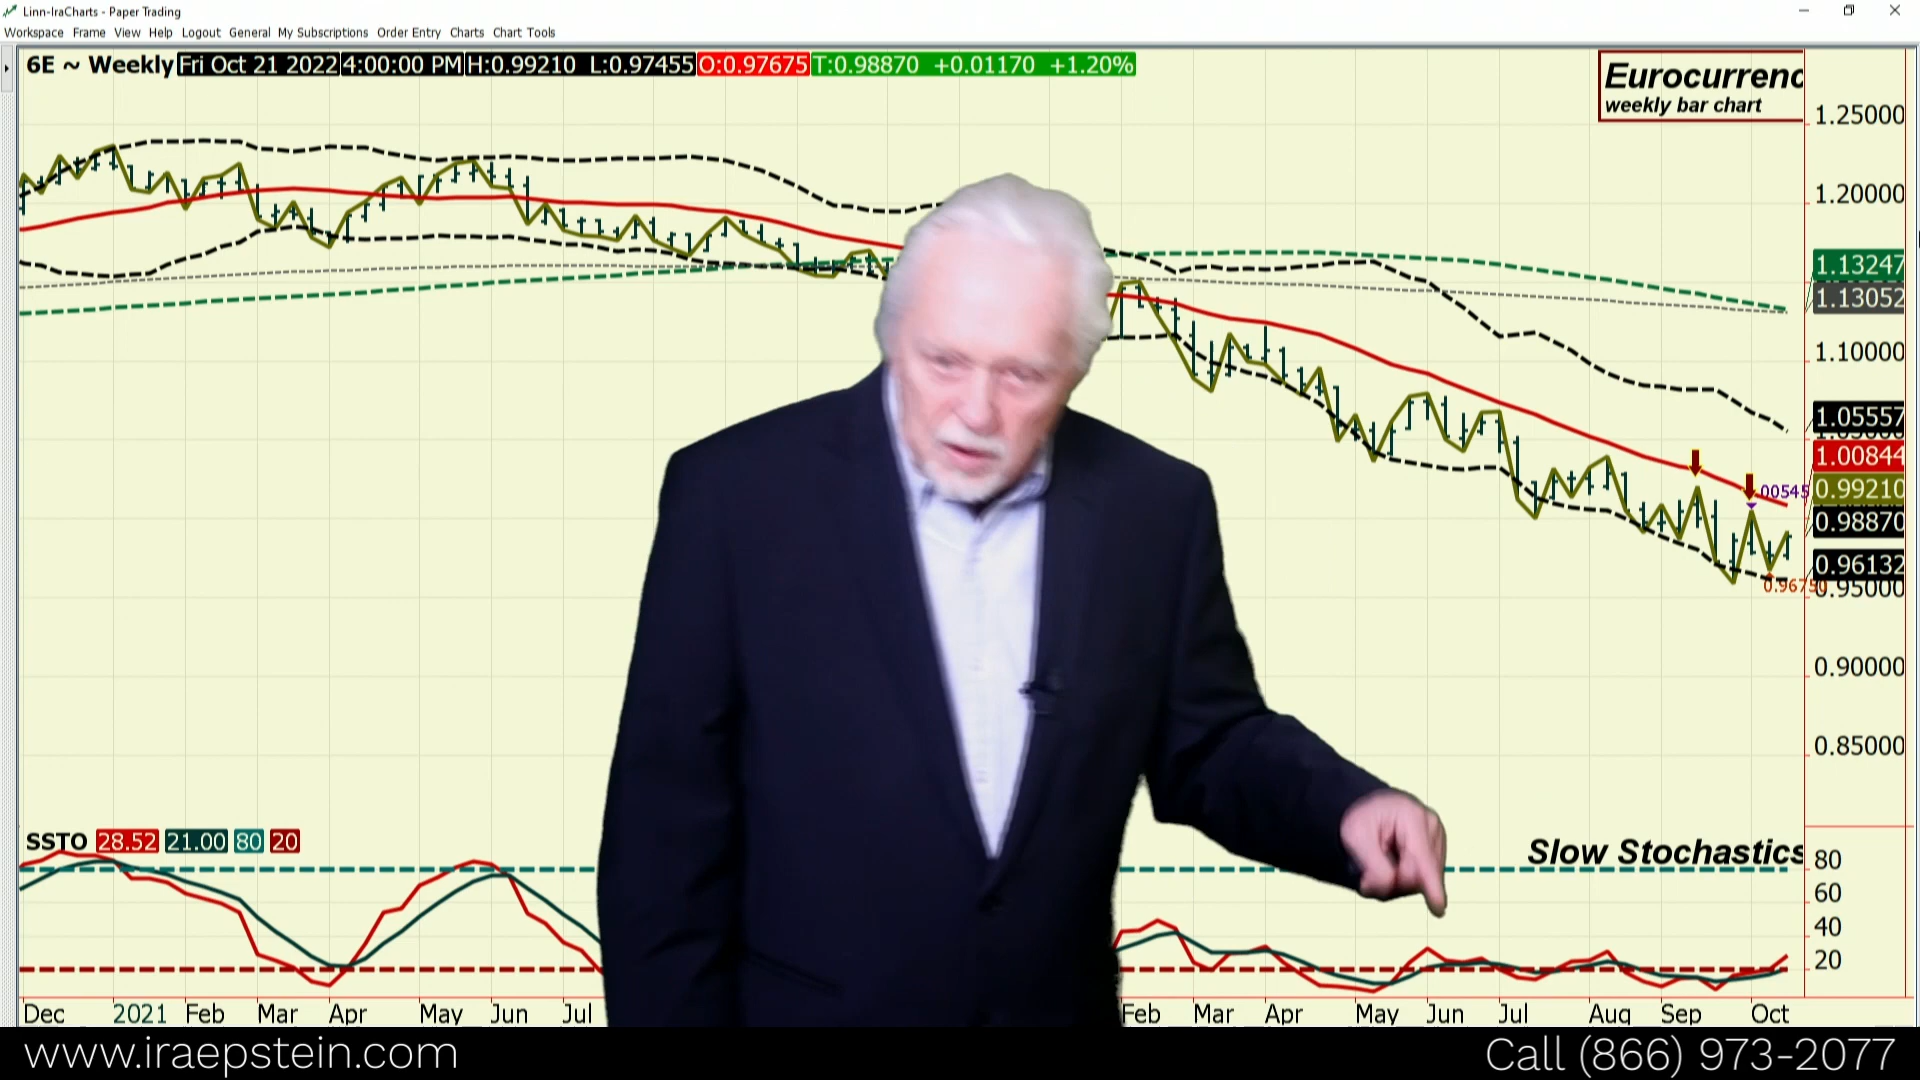 Linn-IraCharts - Paper Trading
Workspace Frame View Help Logout General My Subscriptions Order Entry Charts Chart Tools
6E ~ Weekly Fri Oct 21 2022 4:00:00 PM H:0.99210 L:0.97455 O:0.97675 T:0.98870 +0.01170 +1.20%
Eurocurrenc
weekly bar chart
1.25000
1.20000
1.13247
1.13052
1.10000
1.05557
1.00844
00545
0.99210
0.98870
0.96132
0.96750
0.95000
0.90000
0.85000
SSTO 28.52 21.00 80 20
Slow Stochastics
80
60
40
20
Dec 2021 Feb Mar Apr May Jun Jul Feb Mar Apr May Jun Jul Aug Sep Oct
www.iraepstein.com
Call (866) 973-2077